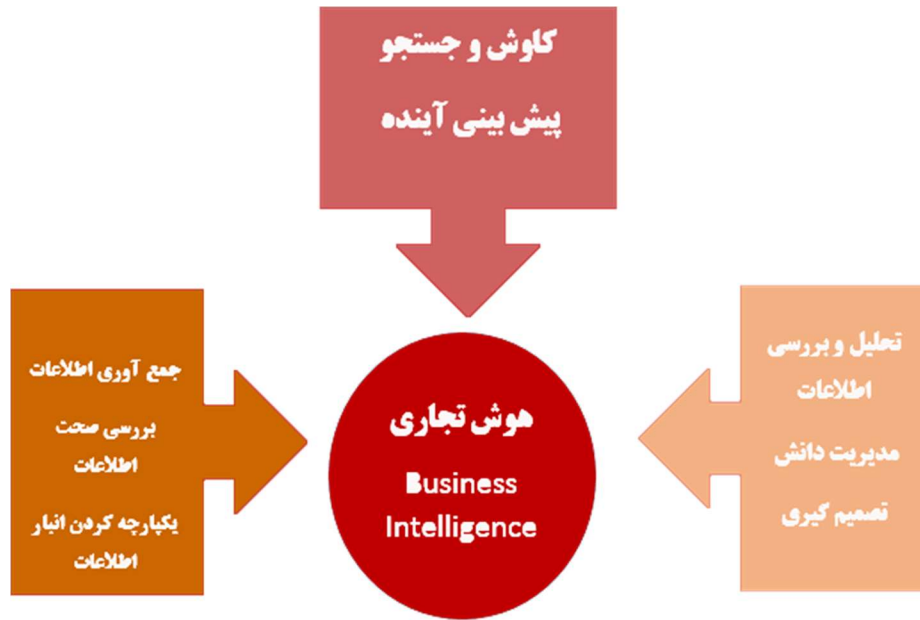 کاوش و جستجو
پیش بینی آینده
تحلیل و بررسی
اطلاعات
مدیریت دانش
تصمیم گیری
هوش تجاری
Business
Intelligence
جمع آوری اطلاعات
بررسی صحت
اطلاعات
یکپارچه کردن انبار
اطلاعات